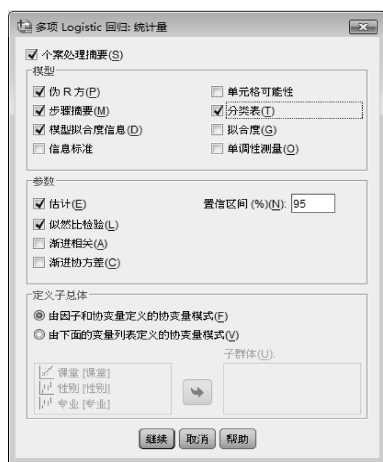 多项 Logistic 回归: 统计量
个案处理摘要(S)
模型
伪 R 方(P)
单元格可能性
步骤摘要(M)
分类表(T)
模型拟合度信息(D)
拟合度(G)
信息标准
单调性测量(O)
参数
估计(E)
置信区间 (%)(N): 95
似然比检验(L)
渐进相关(A)
渐进协方差(C)
定义子总体
由因子和协变量定义的协变量模式(F)
由下面的变量列表定义的协变量模式(V)
子群体(U):
课堂 [课堂]
性别 [性别]
专业 [专业]
继续 取消 帮助